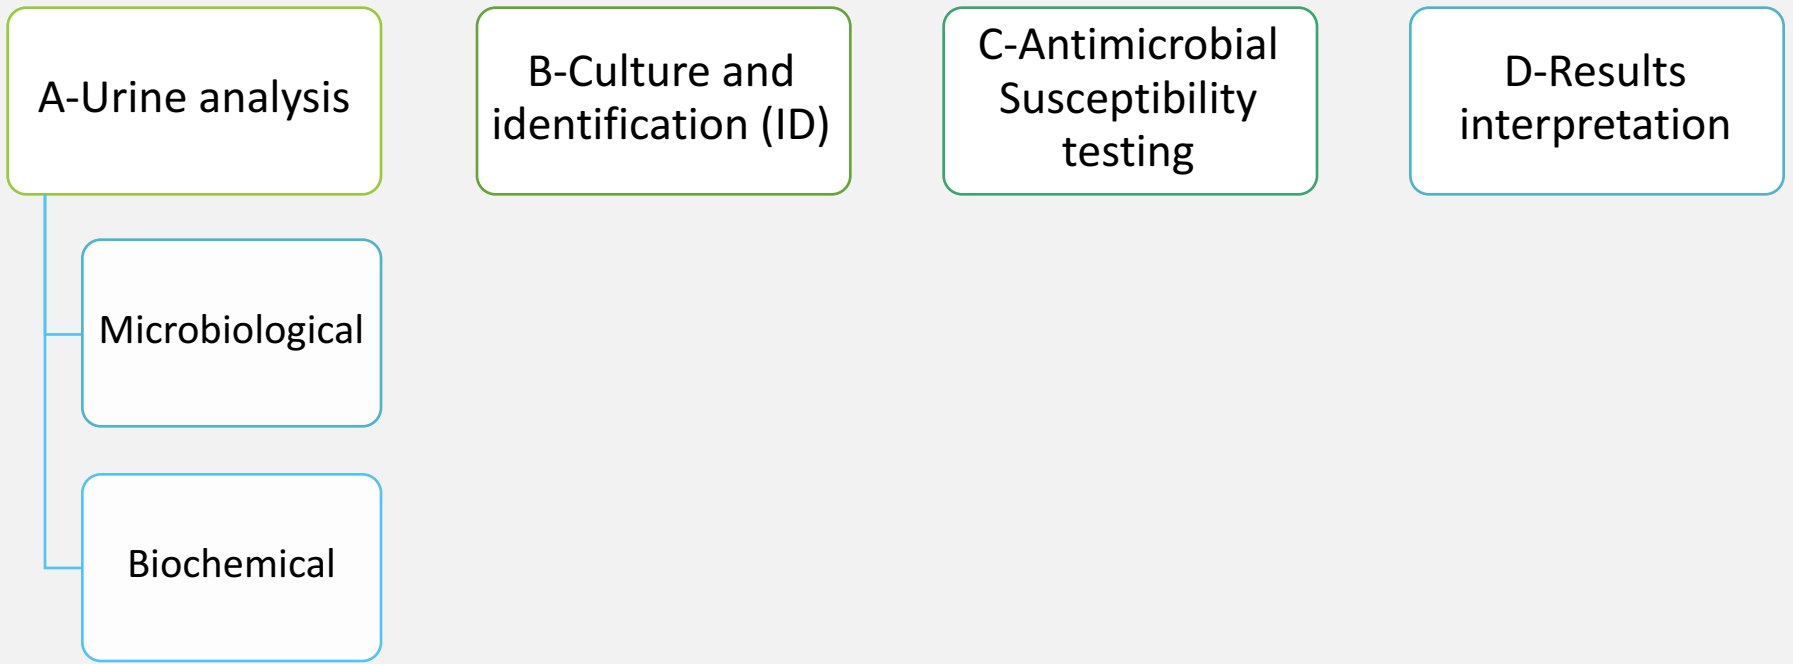 A-Urine analysis
Microbiological
Biochemical
B-Culture and
identification (ID)
C-Antimicrobial
Susceptibility
testing
D-Results
interpretation